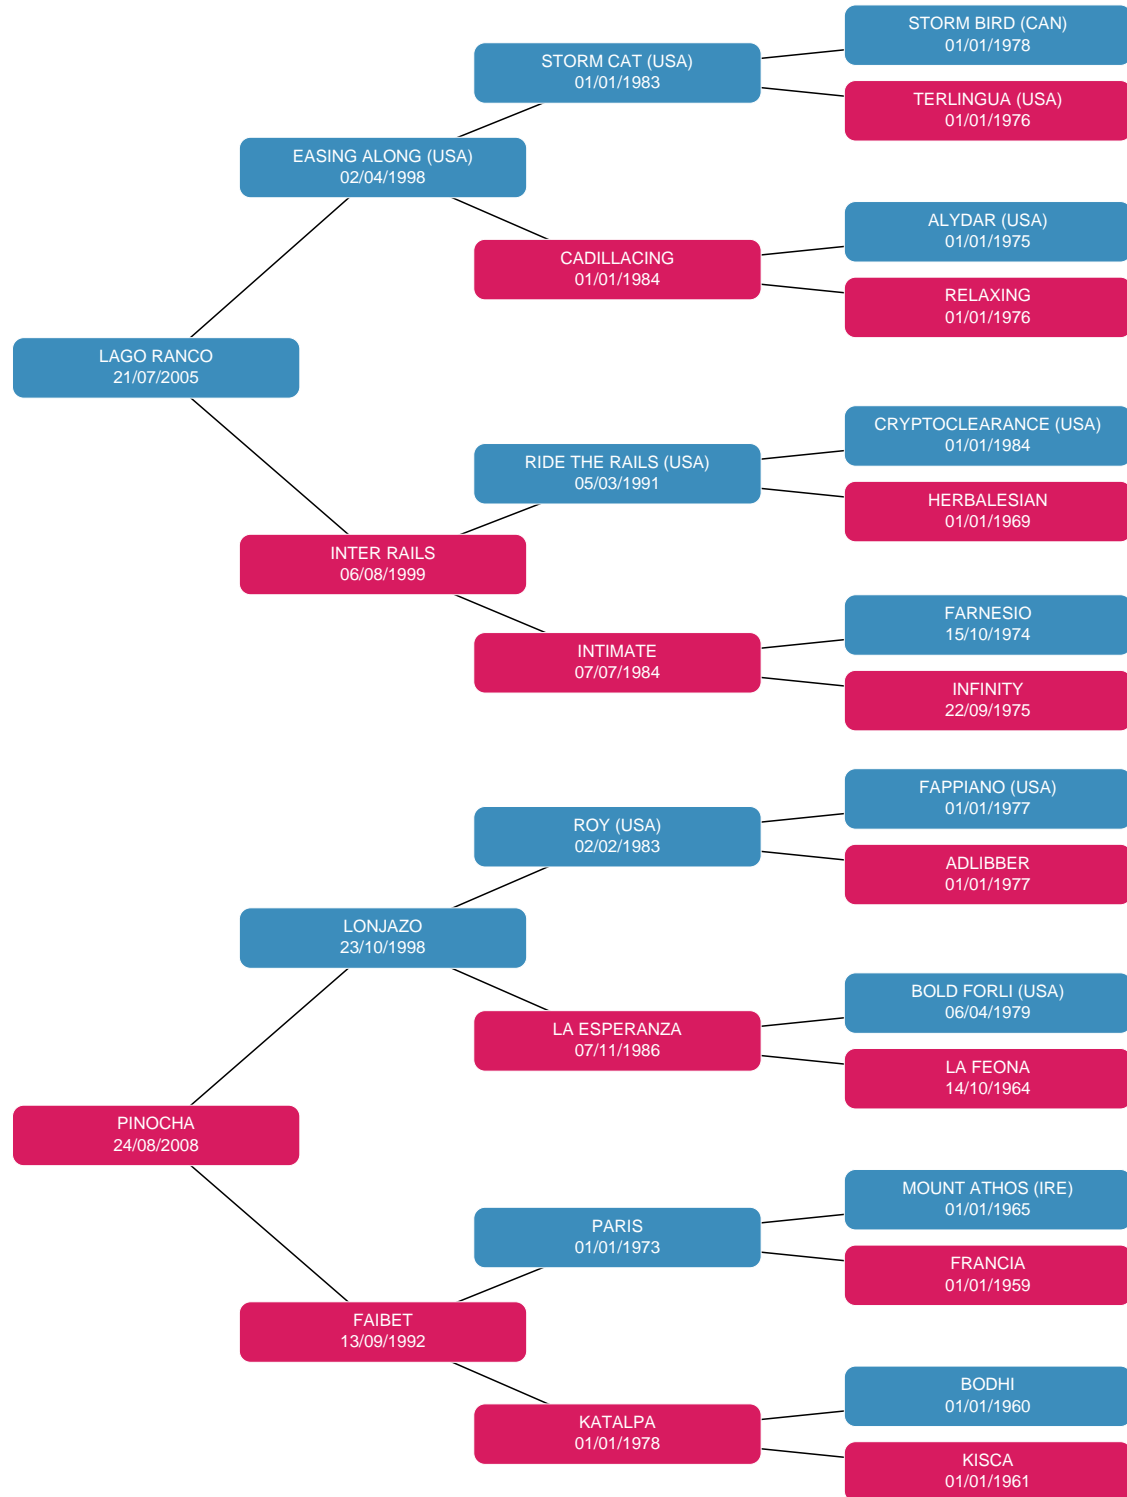 STORM BIRD (CAN)
01/01/1978
STORM CAT (USA)
01/01/1983
TERLINGUA (USA)
01/01/1976
EASING ALONG (USA)
02/04/1998
ALYDAR (USA)
01/01/1975
CADILLACING
01/01/1984
RELAXING
01/01/1976
LAGO RANCO
21/07/2005
CRYPTOCLEARANCE (USA)
01/01/1984
RIDE THE RAILS (USA)
05/03/1991
HERBALESIAN
01/01/1969
INTER RAILS
06/08/1999
FARNESIO
15/10/1974
INTIMATE
07/07/1984
INFINITY
22/09/1975
FAPPIANO (USA)
01/01/1977
ROY (USA)
02/02/1983
ADLIBBER
01/01/1977
LONJAZO
23/10/1998
BOLD FORLI (USA)
06/04/1979
LA ESPERANZA
07/11/1986
LA FEONA
14/10/1964
PINOCHA
24/08/2008
MOUNT ATHOS (IRE)
01/01/1965
PARIS
01/01/1973
FRANCIA
01/01/1959
FAIBET
13/09/1992
BODHI
01/01/1960
KATALPA
01/01/1978
KISCA
01/01/1961